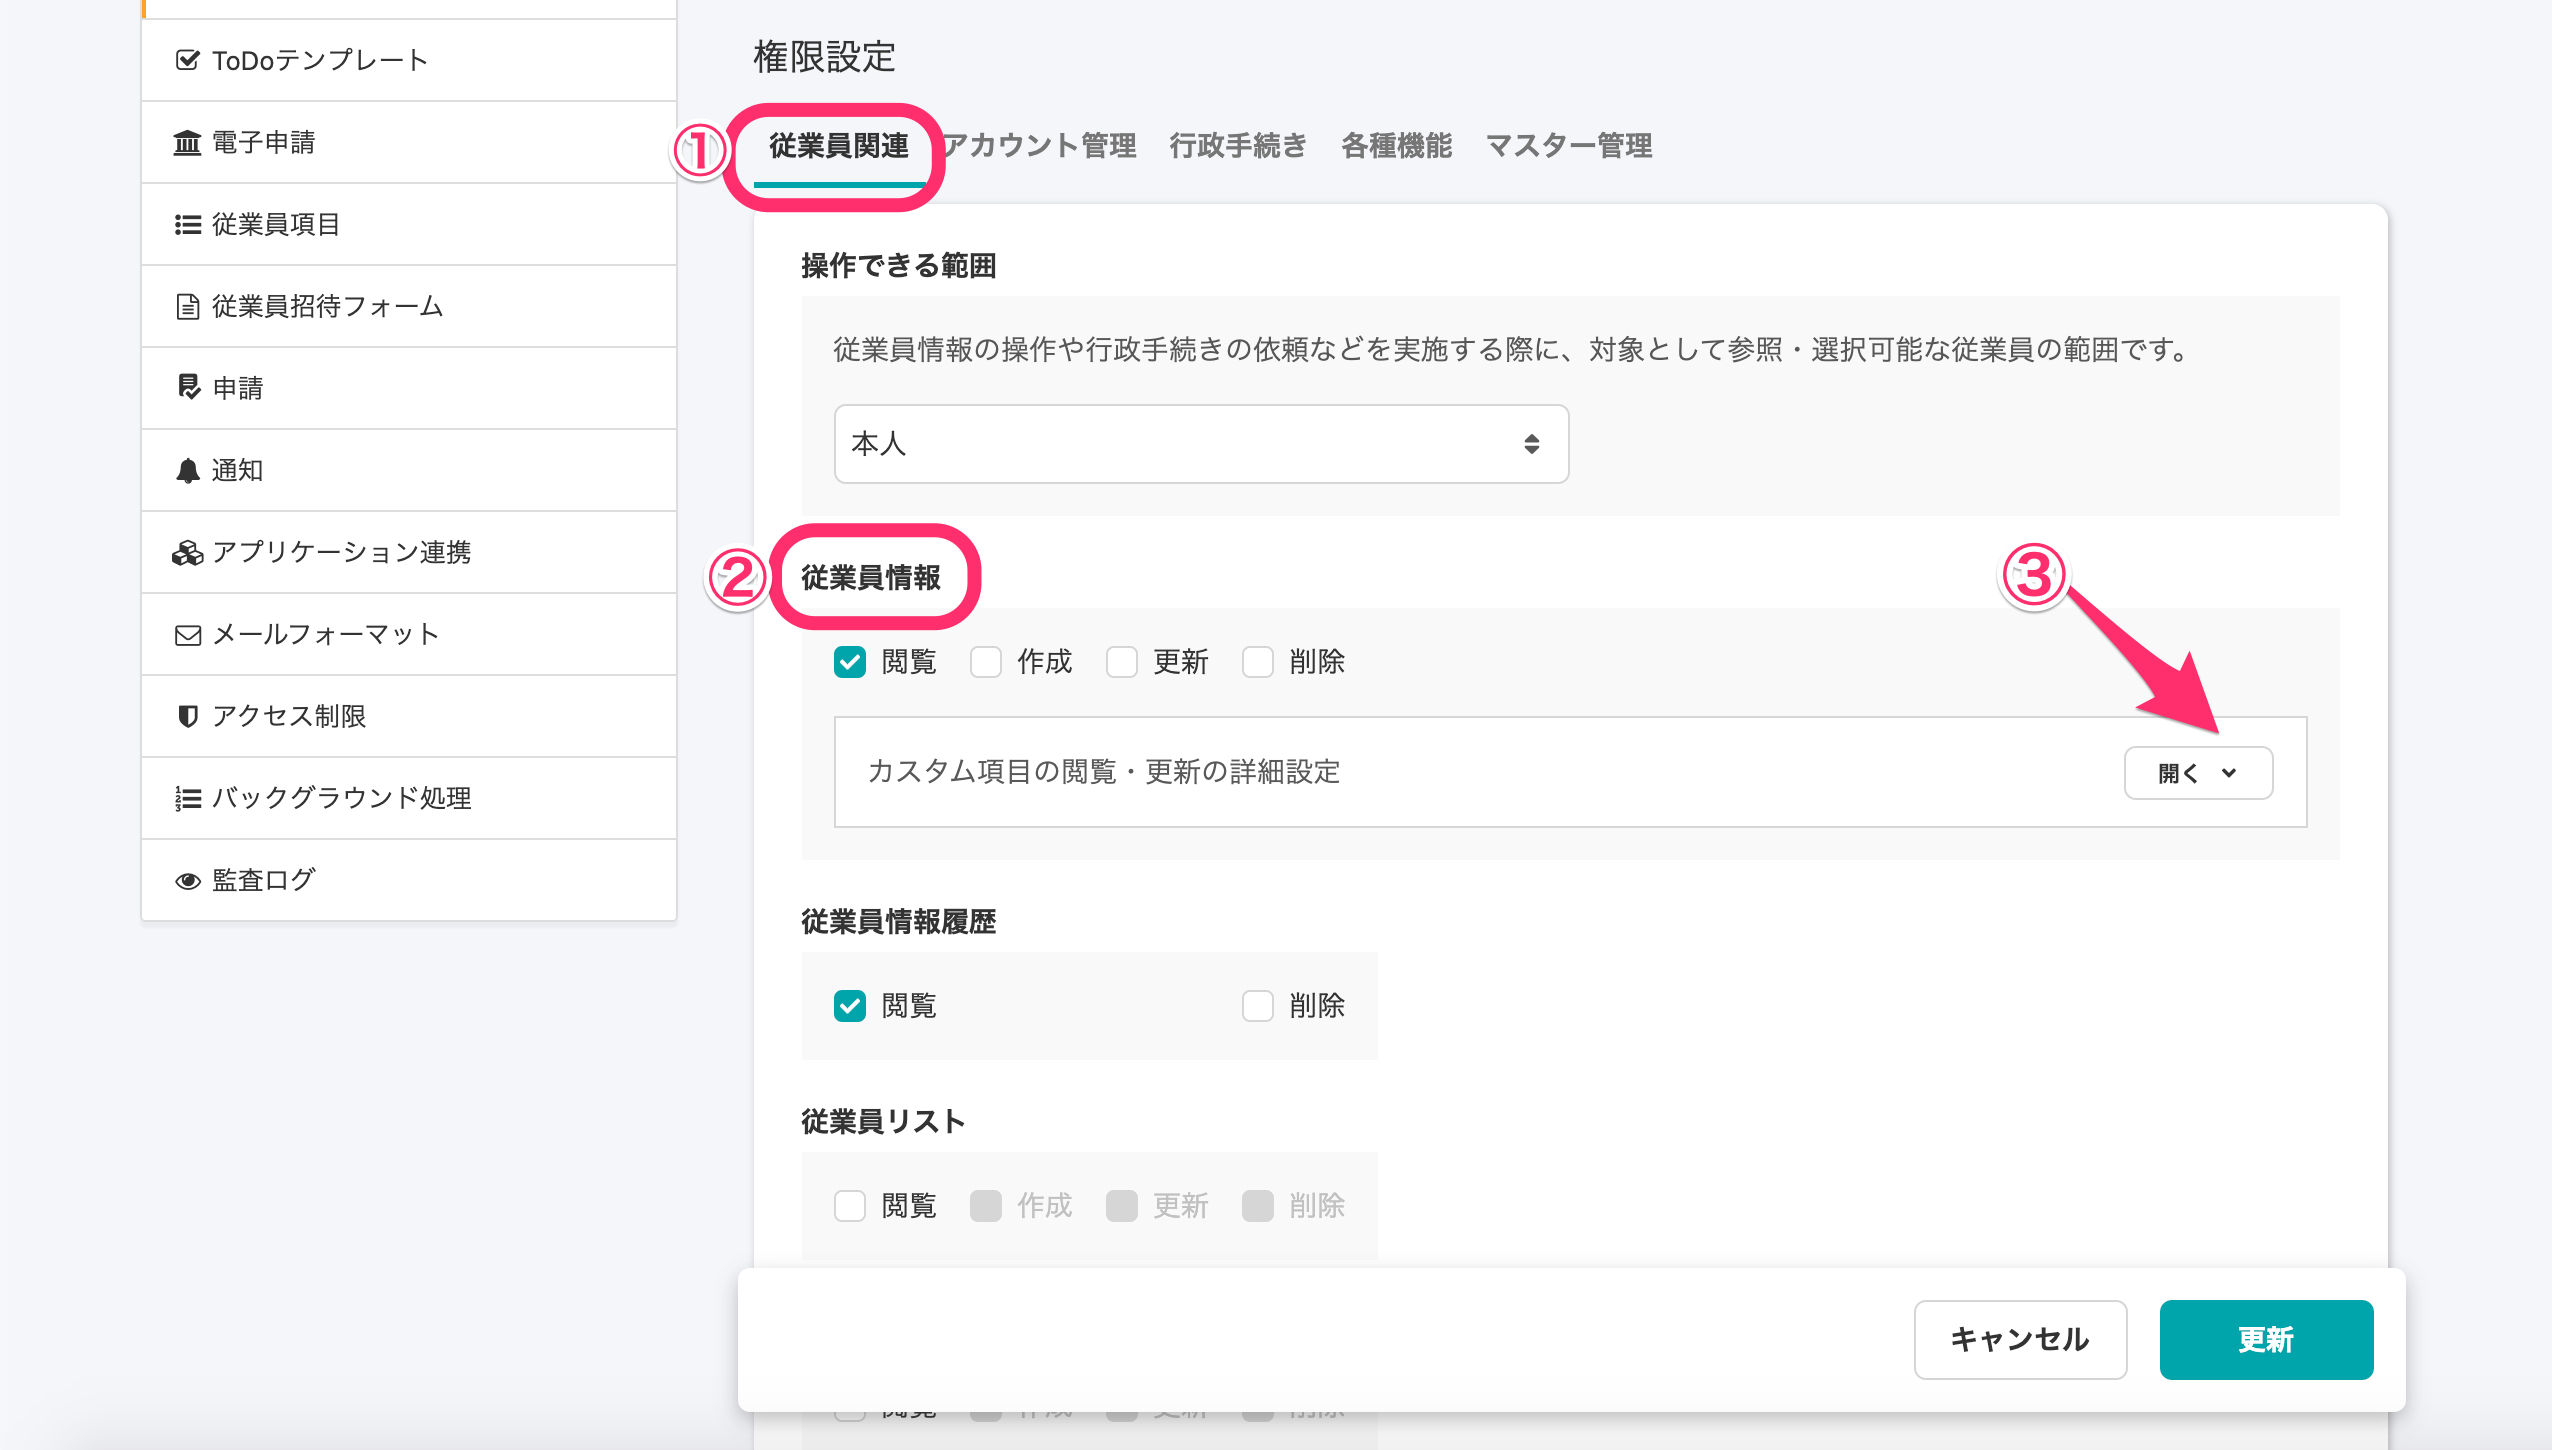 ToDoテンプレート
電子申請
従業員項目
従業員招待フォーム
申請
通知
アプリケーション連携
メールフォーマット
アクセス制限
バックグラウンド処理
監査ログ
権限設定
① 従業員関連 アカウント管理 行政手続き 各種機能 マスター管理
操作できる範囲
従業員情報の操作や行政手続きの依頼などを実施する際に、対象として参照・選択可能な従業員の範囲です。
本人
② 従業員情報
③
閲覧 作成 更新 削除
カスタム項目の閲覧・更新の詳細設定 開く
従業員情報履歴
閲覧 削除
従業員リスト
閲覧 作成 更新 削除
キャンセル 更新
閲覧 作成 更新 削除